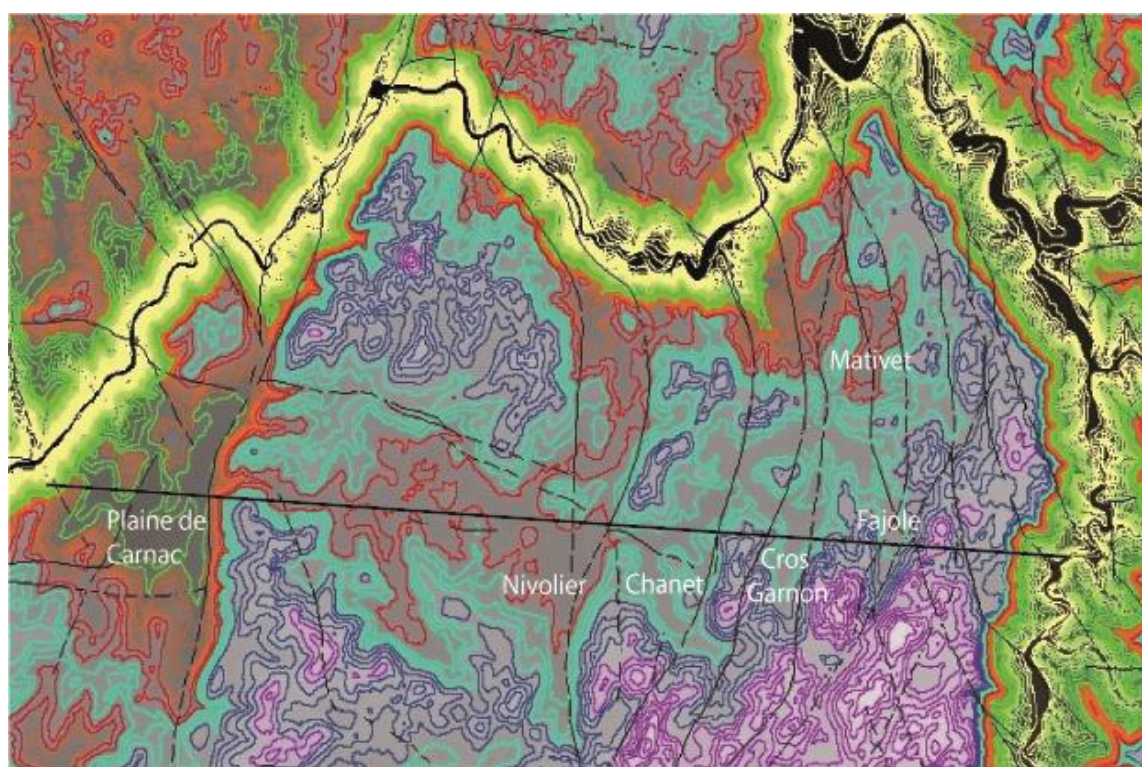 Mativet
Plaine de
Carnac
Fajole
Nivolier
Chanet
Cros
Garnon